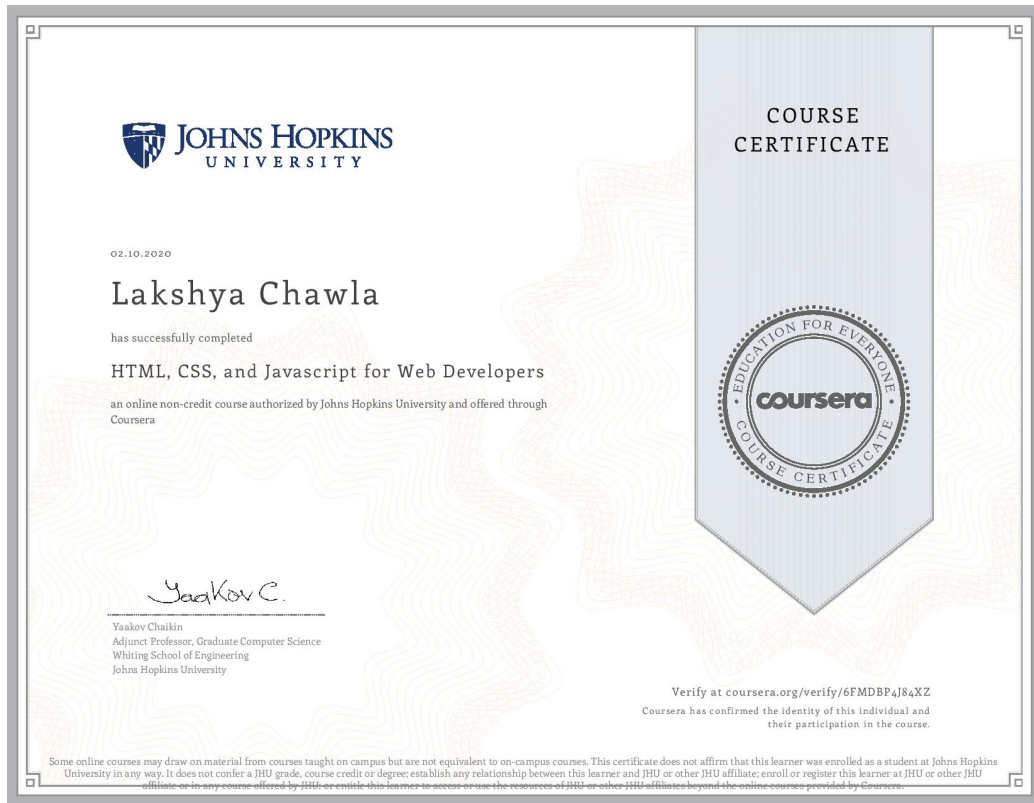 JOHNS HOPKINS
UNIVERSITY
COURSE
CERTIFICATE
02.10.2020
Lakshya Chawla
has successfully completed
HTML, CSS, and Javascript for Web Developers
an online non-credit course authorized by Johns Hopkins University and offered through
Coursera
EDUCATION FOR EVERYONE
coursera
COURSE CERTIFICATE
Yaakov C.
Yaakov Chaikin
Adjunct Professor, Graduate Computer Science
Whiting School of Engineering
Johns Hopkins University
Verify at coursera.org/verify/6FMDBP4J84XZ
Coursera has confirmed the identity of this individual and
their participation in the course.
Some online courses may draw on material from courses taught on campus but are not equivalent to on-campus courses. This certificate does not affirm that this learner was enrolled as a student at Johns Hopkins
University in any way. It does not confer a JHU grade, course credit or degree; establish any relationship between this learner and JHU or other JHU affiliate; enroll or register this learner at JHU or other JHU
affiliate or in any course offered by JHU; or entitle this learner to access or use the resources of JHU or other JHU affiliates beyond the online courses provided by Coursera.